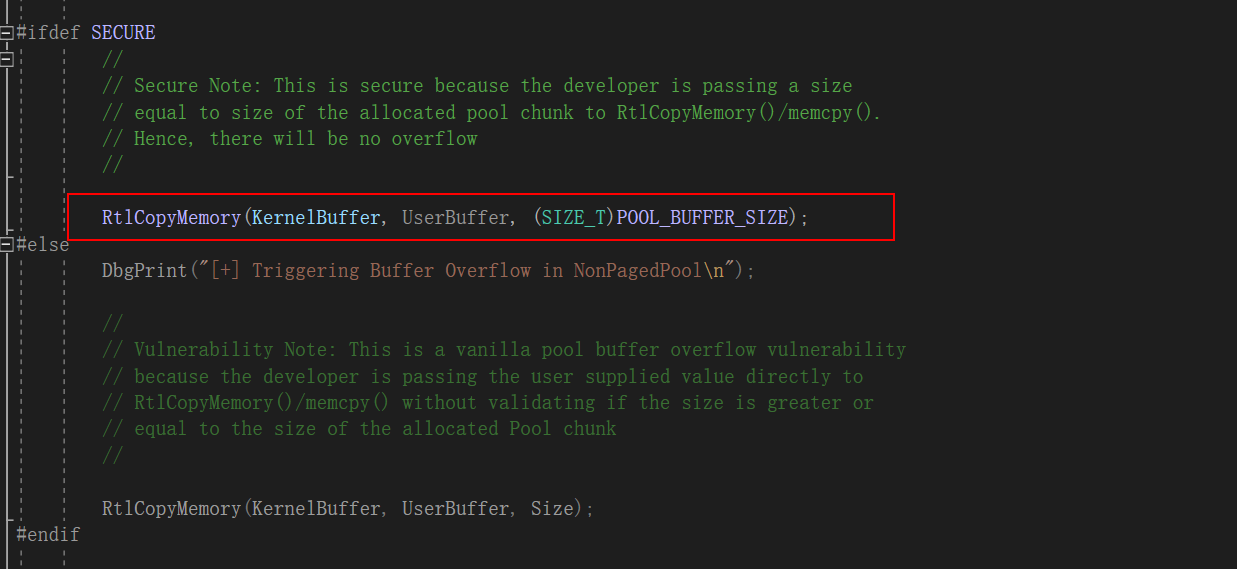 #ifdef SECURE
//
// Secure Note: This is secure because the developer is passing a size
// equal to size of the allocated pool chunk to RtlCopyMemory()/memcpy().
// Hence, there will be no overflow
//
RtlCopyMemory(KernelBuffer, UserBuffer, (SIZE_T)POOL_BUFFER_SIZE);
#else
DbgPrint("[+] Triggering Buffer Overflow in NonPagedPool\n");
//
// Vulnerability Note: This is a vanilla pool buffer overflow vulnerability
// because the developer is passing the user supplied value directly to
// RtlCopyMemory()/memcpy() without validating if the size is greater or
// equal to the size of the allocated Pool chunk
//
RtlCopyMemory(KernelBuffer, UserBuffer, Size);
#endif